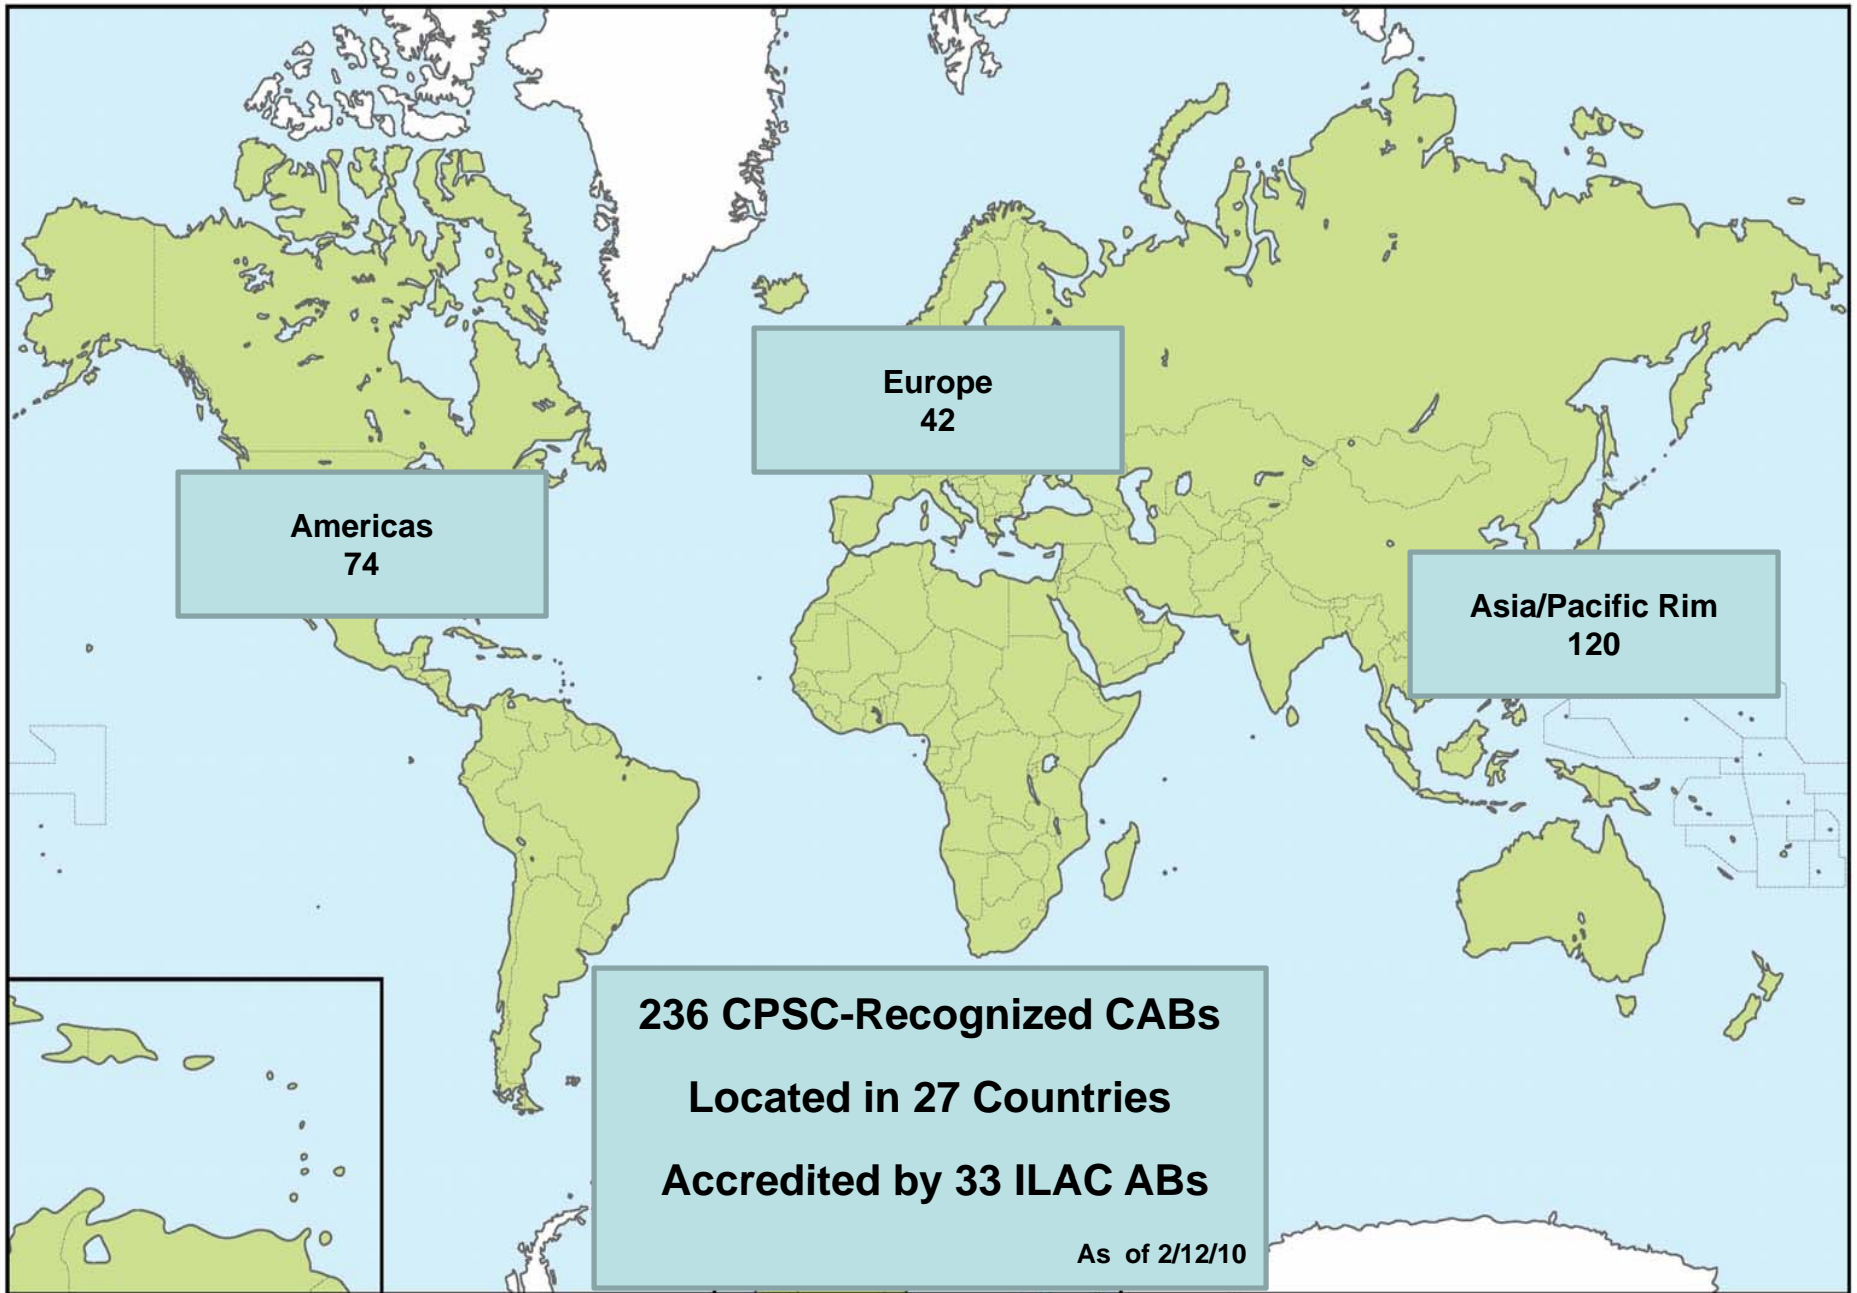 Europe
42
Americas
74
Asia/Pacific Rim
120
236 CPSC-Recognized CABs
Located in 27 Countries
Accredited by 33 ILAC ABs
As of 2/12/10